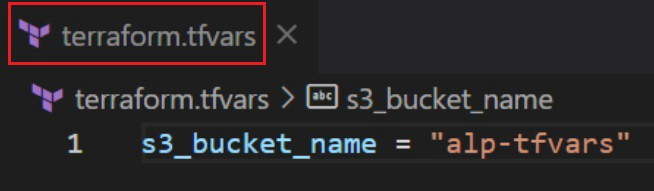 terraform.tfvars
terraform.tfvars > abc s3_bucket_name
1 s3_bucket_name = "alp-tfvars"